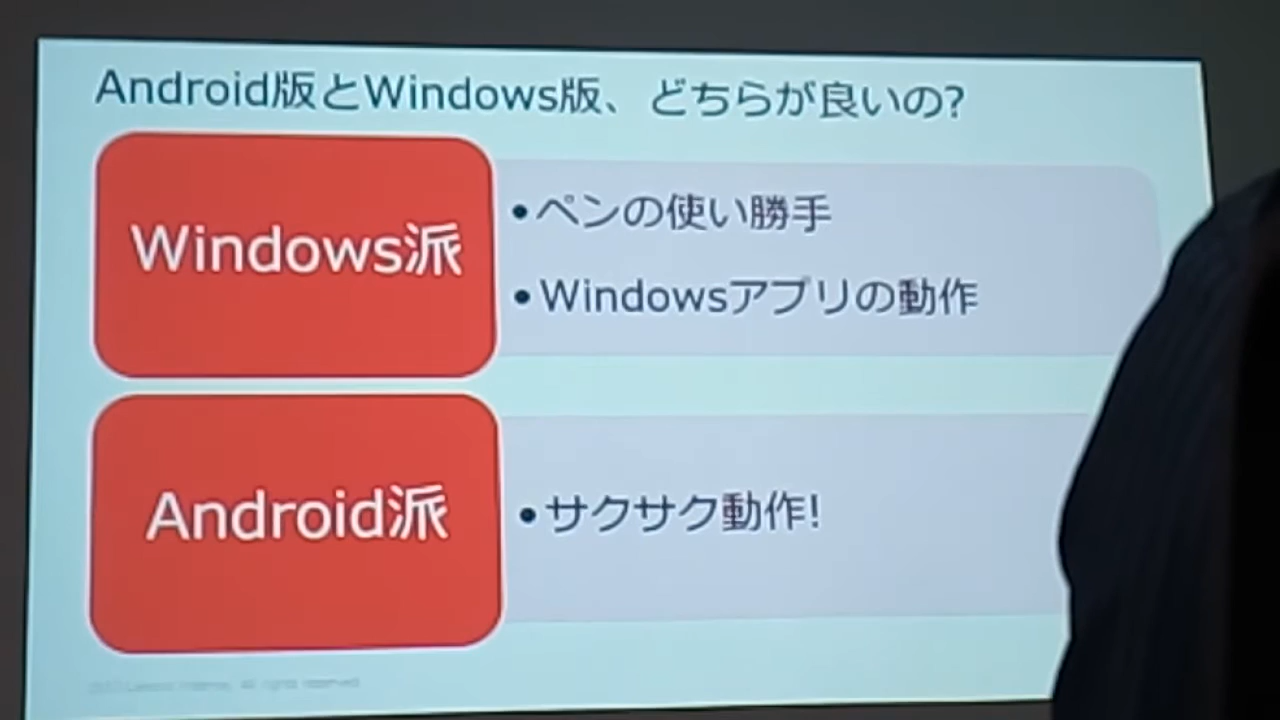 Android版とWindows版、どちらが良いの?
Windows派
•ペンの使い勝手
•Windowsアプリの動作
Android派
•サクサク動作!
All rights reserved